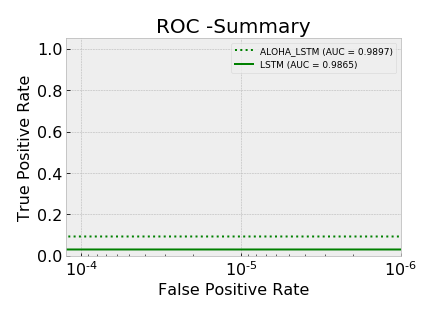 ROC -Summary
ALOHA_LSTM (AUC = 0.9897)
LSTM (AUC = 0.9865)
True Positive Rate
1.0
0.8
0.6
0.4
0.2
0.0
10^-4
10^-5
10^-6
False Positive Rate